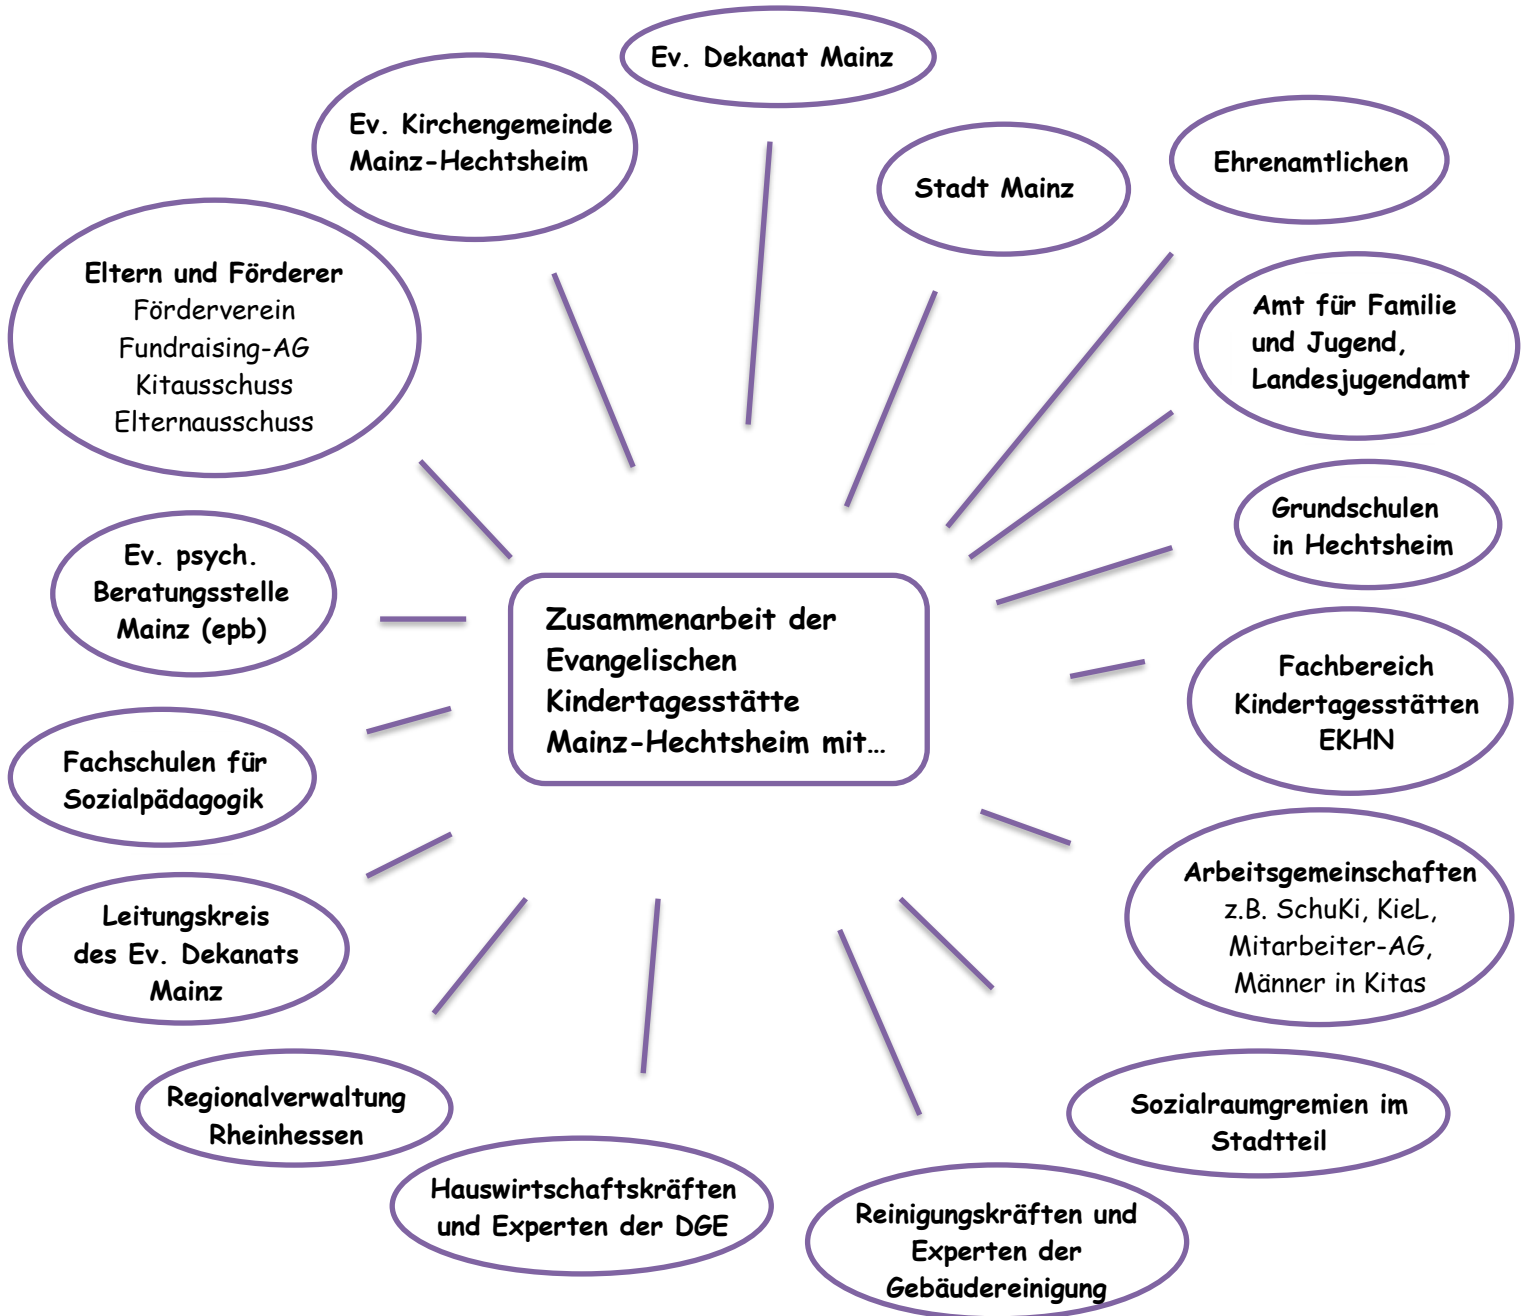 Ev. Dekanat Mainz
Ev. Kirchengemeinde
Mainz-Hechtsheim
Stadt Mainz
Ehrenamtlichen
Eltern und Förderer
Förderverein
Fundraising-AG
Kitausschuss
Elternausschuss
Amt für Familie
und Jugend,
Landesjugendamt
Grundschulen
in Hechtsheim
Ev. psych.
Beratungsstelle
Mainz (epb)
Zusammenarbeit der
Evangelischen
Kindertagesstätte
Mainz-Hechtsheim mit…
Fachbereich
Kindertagesstätten
EKHN
Fachschulen für
Sozialpädagogik
Arbeitsgemeinschaften
z.B. SchuKi, KieL,
Mitarbeiter-AG,
Männer in Kitas
Leitungskreis
des Ev. Dekanats
Mainz
Regionalverwaltung
Rheinhessen
Sozialraumgremien im
Stadtteil
Hauswirtschaftskräften
und Experten der DGE
Reinigungskräften und
Experten der
Gebäudereinigung